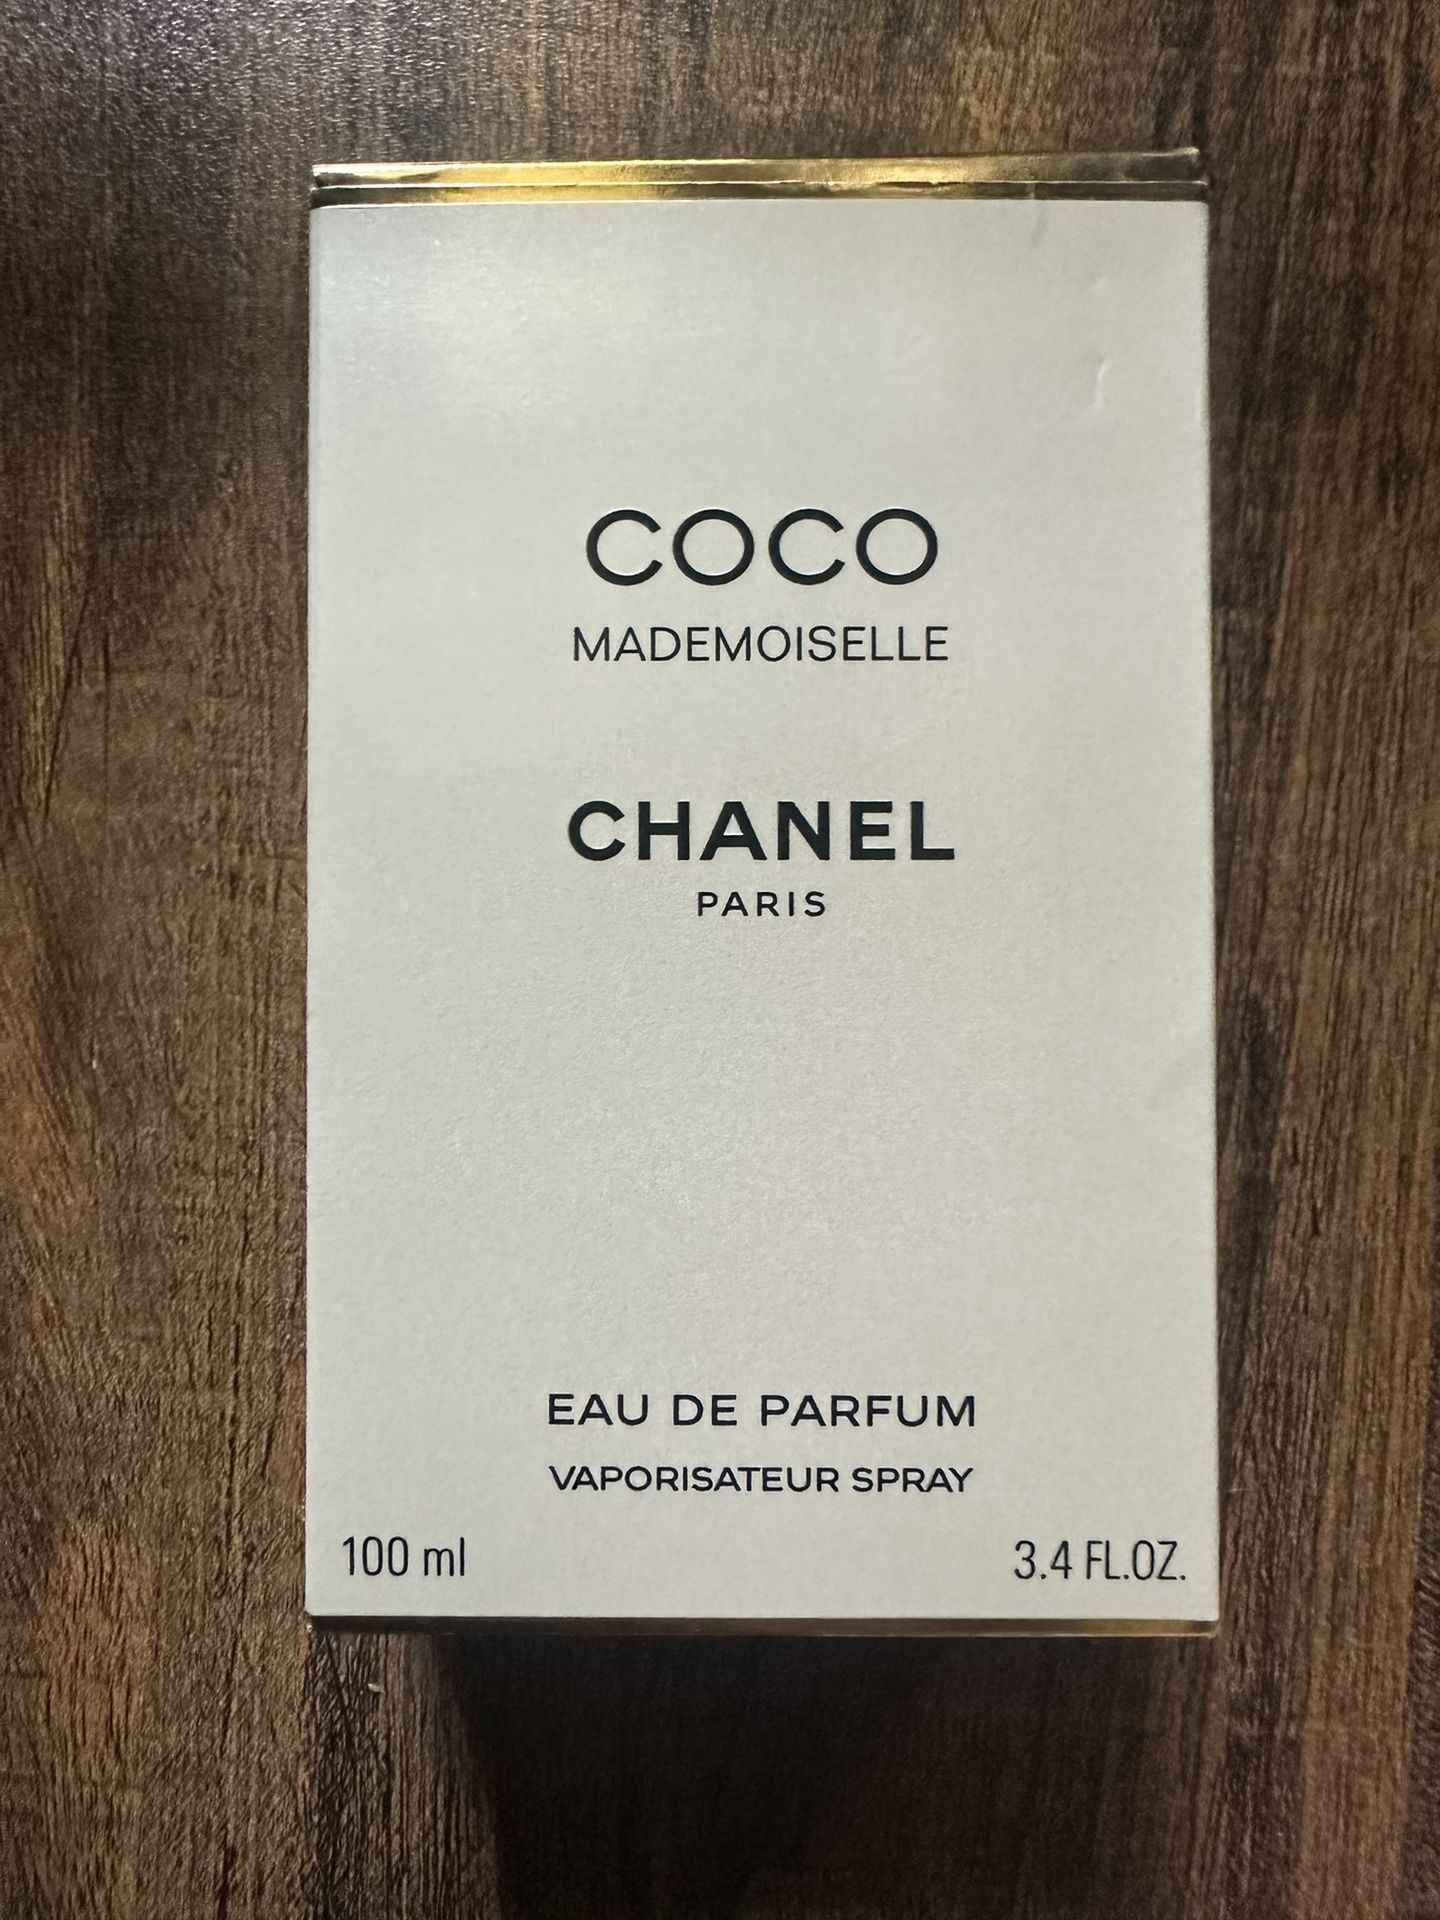 COCO
MADEMOISELLE
CHANEL
PARIS
EAU DE PARFUM
VAPORISATEUR SPRAY
100 ml 3.4 FL.OZ.